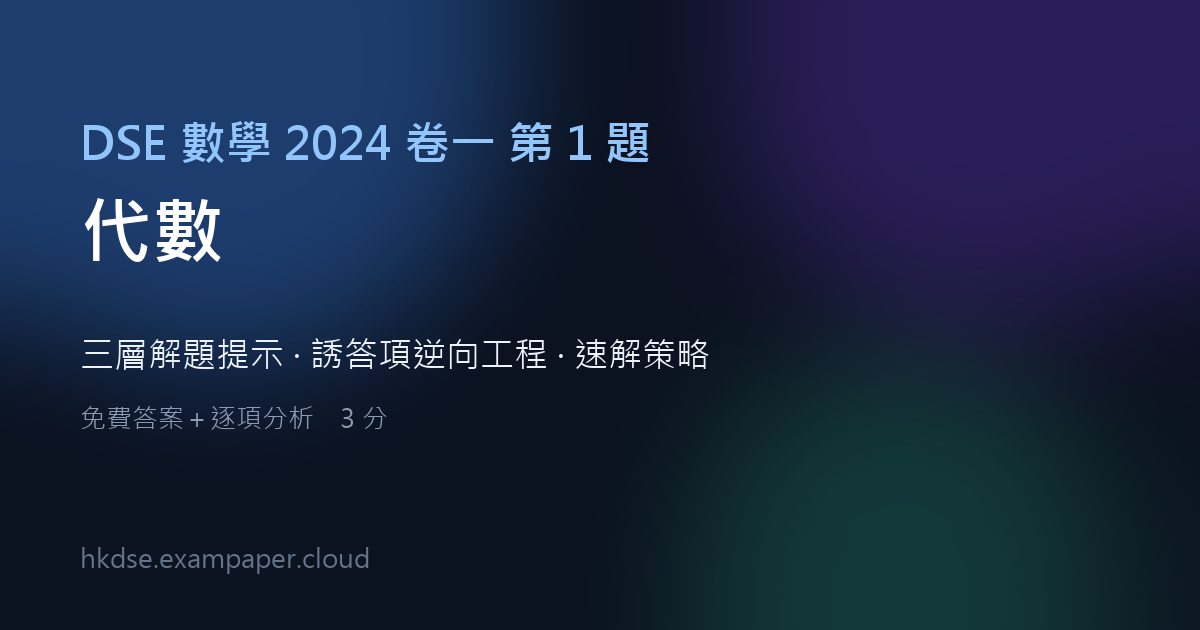 DSE 數學 2024 卷一 第 1 題
代數
三層解題提示 · 誘答項逆向工程 · 速解策略
免費答案 + 逐項分析　3 分
hkdse.exampaper.cloud